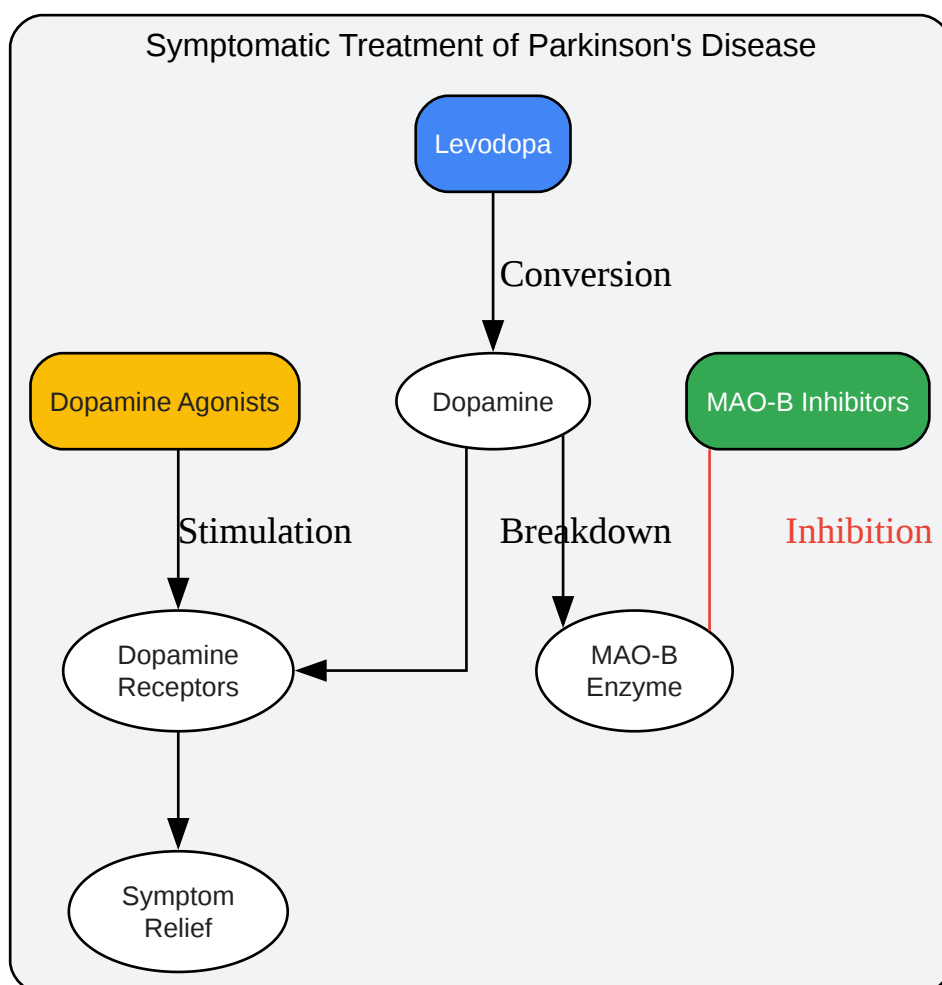 Symptomatic Treatment of Parkinson's Disease
Levodopa
Conversion
Dopamine Agonists
Dopamine
MAO-B Inhibitors
Stimulation
Breakdown
Inhibition
Dopamine
Receptors
MAO-B
Enzyme
Symptom
Relief